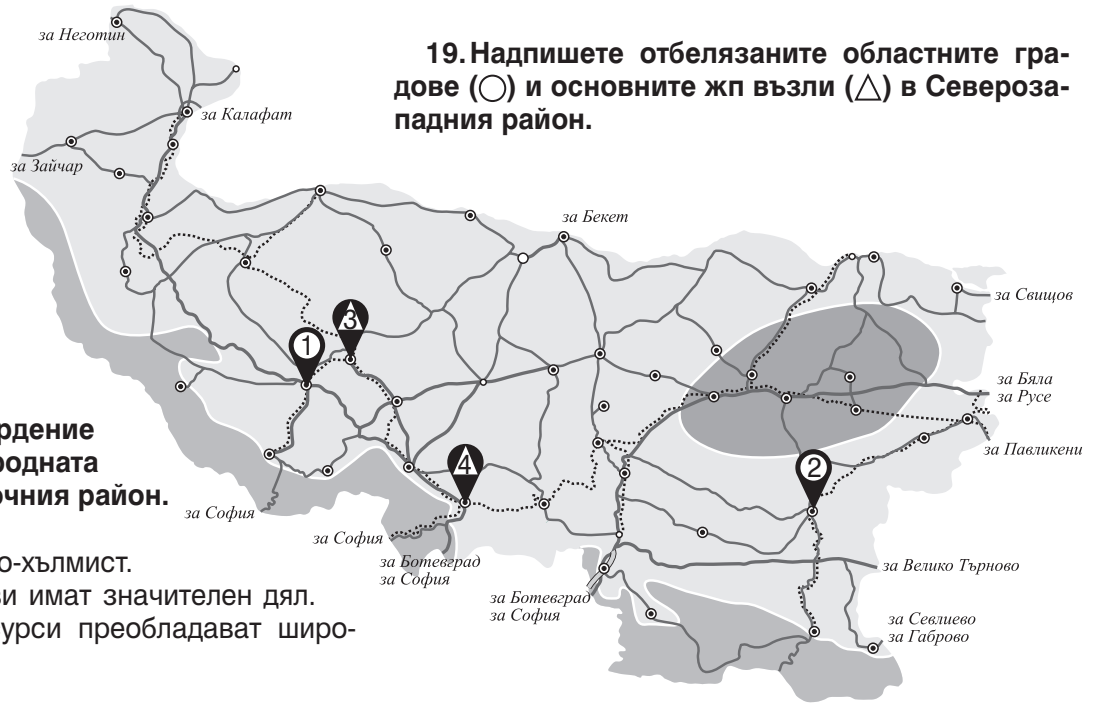 19. Надпишете отбелязаните областните гра-
дове (○) и основните жп възли (△) в Северозa-
падния район.
за Неготин
за Калафат
за Зайчар
за Бекет
за Свищов
3
1
за Бяла
за Русе
за Павликени
рдение
родната
очния район.
4
2
за София
за София
за Ботевград
за София
о-хълмист.
ви имат значителен дял.
урси преобладават широ-
за Ботевград
за София
за Велико Търново
за Севлиево
за Габрово